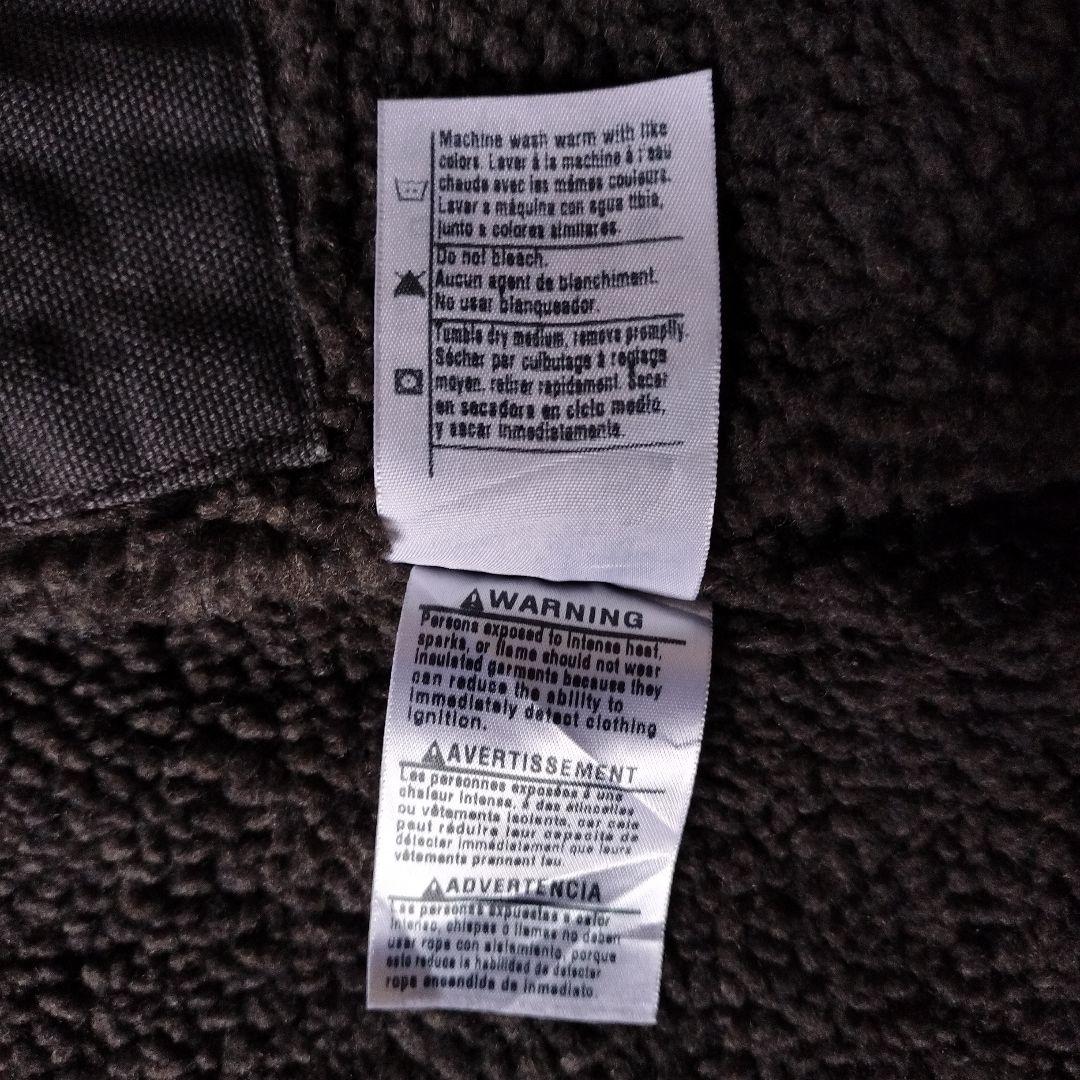 Machine wash warm with like
colors. Laver à la machine à l'eau
chaude avec les mêmes couleurs.
Lavar a máquina con agua tibia,
junto a colores similares.
Do not bleach.
Aucun agent de blanchiment.
No usar blanqueador.
Tumble dry medium, remove promptly.
Sécher par culbutage à reglage
moyen, retirer rapidement. Secar
en secadora en ciclo medio,
y sacar inmediatamente.
WARNING
Persons exposed to intense heat,
sparks, or flame should not wear
insulated garments because they
can reduce the ability to
immediately detect clothing
ignition.
AVERTISSEMENT
Les personnes exposées à une
chaleur intense, à des étincelles
ou vêtements isolants, car cela
peut réduire leur capacité de
détecter immédiatement que leurs
vêtements prennent feu.
ADVERTENCIA
Las personas expuestas a calor
intenso, chispas ó llamas no deben
usar ropa con aislamiento, porque
esto reduce la habilidad de detectar
ropa encendida de inmediato.